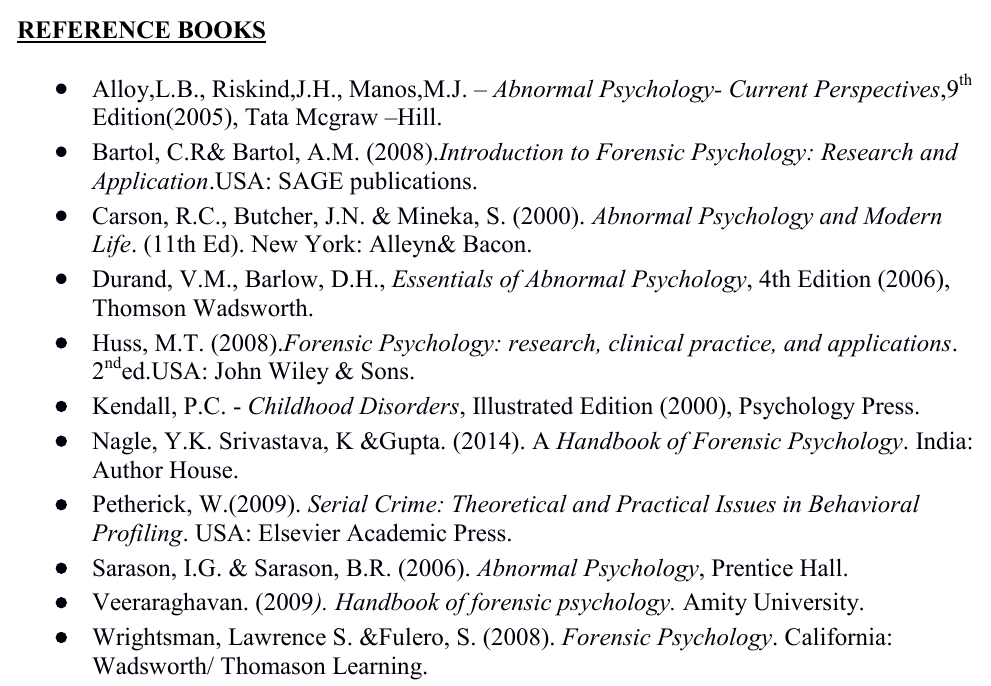 REFERENCE BOOKS
● Alloy,L.B., Riskind,J.H., Manos,M.J. – Abnormal Psychology- Current Perspectives,9th
Edition(2005), Tata Mcgraw –Hill.
● Bartol, C.R& Bartol, A.M. (2008).Introduction to Forensic Psychology: Research and
Application.USA: SAGE publications.
● Carson, R.C., Butcher, J.N. & Mineka, S. (2000). Abnormal Psychology and Modern
Life. (11th Ed). New York: Alleyn& Bacon.
● Durand, V.M., Barlow, D.H., Essentials of Abnormal Psychology, 4th Edition (2006),
Thomson Wadsworth.
● Huss, M.T. (2008).Forensic Psychology: research, clinical practice, and applications.
2nded.USA: John Wiley & Sons.
● Kendall, P.C. - Childhood Disorders, Illustrated Edition (2000), Psychology Press.
● Nagle, Y.K. Srivastava, K &Gupta. (2014). A Handbook of Forensic Psychology. India:
Author House.
● Petherick, W.(2009). Serial Crime: Theoretical and Practical Issues in Behavioral
Profiling. USA: Elsevier Academic Press.
● Sarason, I.G. & Sarason, B.R. (2006). Abnormal Psychology, Prentice Hall.
● Veeraraghavan. (2009). Handbook of forensic psychology. Amity University.
● Wrightsman, Lawrence S. &Fulero, S. (2008). Forensic Psychology. California:
Wadsworth/ Thomason Learning.